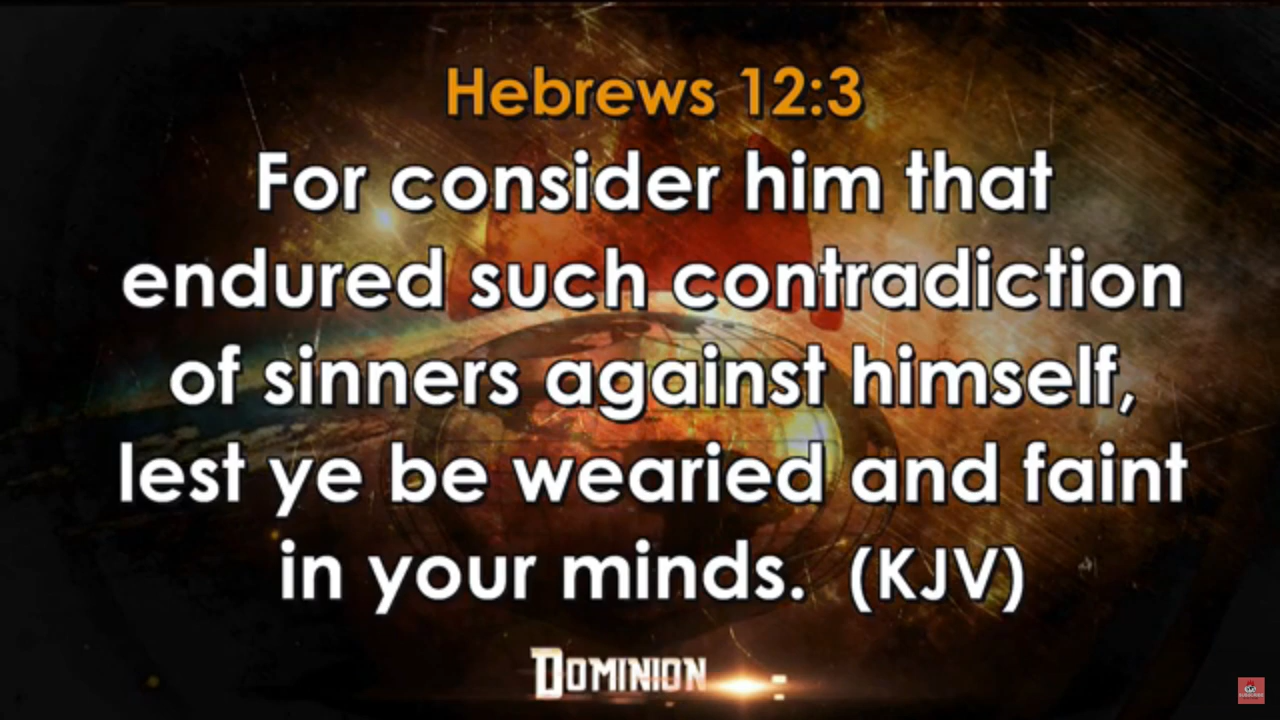 Hebrews 12:3
For consider him that
endured such contradiction
of sinners against himself,
lest ye be wearied and faint
in your minds. (KJV)
DOMINION